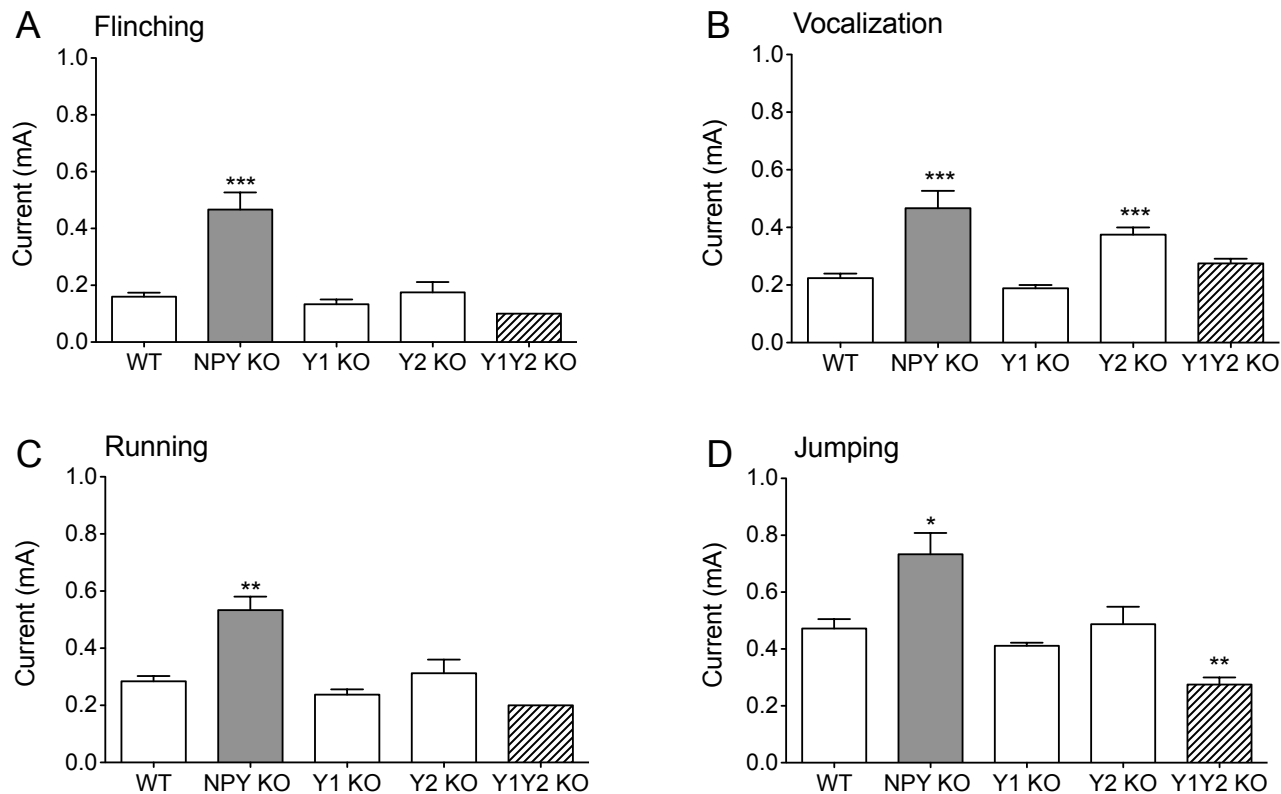 A Flinching
Current (mA)
1.0
0.8
0.6
0.4
0.2
0.0
***
WT NPY KO Y1 KO Y2 KO Y1Y2 KO
B Vocalization
Current (mA)
1.0
0.8
0.6
0.4
0.2
0.0
***
***
WT NPY KO Y1 KO Y2 KO Y1Y2 KO
C Running
Current (mA)
1.0
0.8
0.6
0.4
0.2
0.0
**
WT NPY KO Y1 KO Y2 KO Y1Y2 KO
D Jumping
Current (mA)
1.0
0.8
0.6
0.4
0.2
0.0
*
**
WT NPY KO Y1 KO Y2 KO Y1Y2 KO